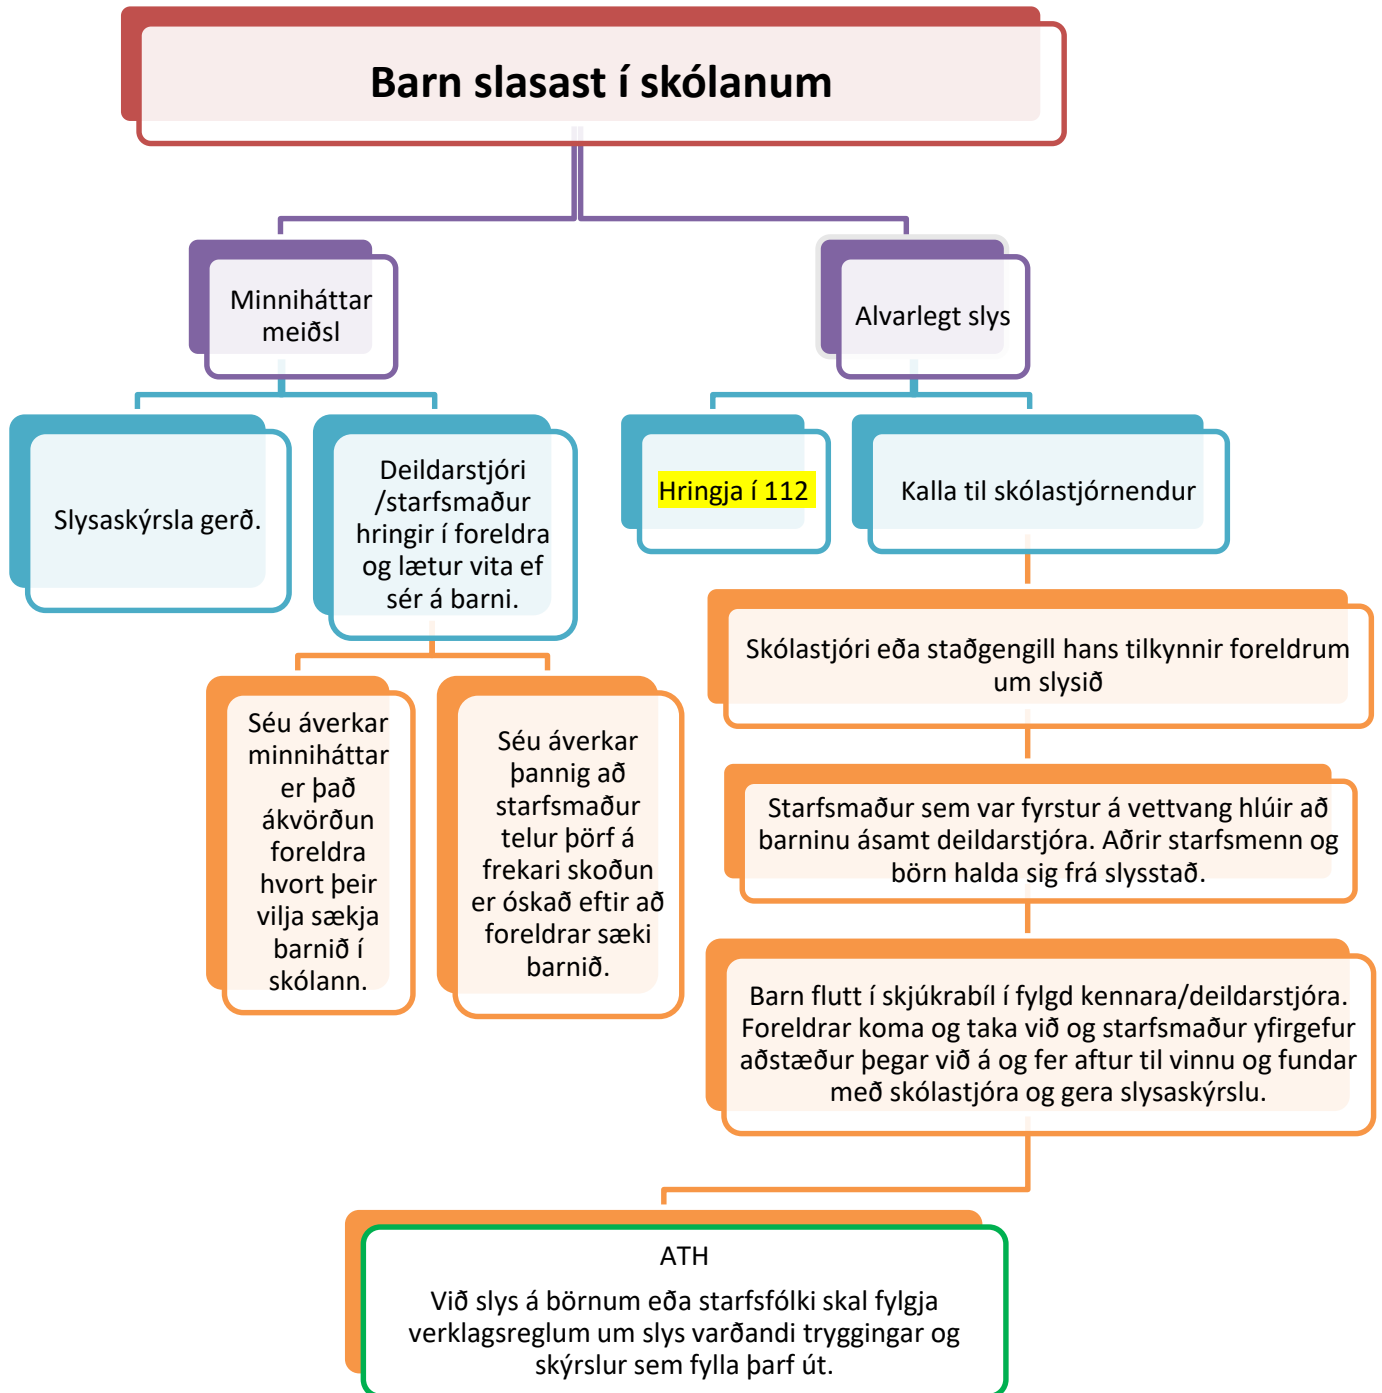 Barn slasast í skólanum
Minniháttar
meiðsl
Alvarlegt slys
Slysaskýrsla gerð.
Deildarstjóri
/starfsmaður
hringir í foreldra
og lætur vita ef
sér á barni.
Hringja í 112
Kalla til skólastjórnendur
Séu áverkar
minniháttar
er það
ákvörðun
foreldra
hvort þeir
vilja sækja
barnið í
skólann.
Séu áverkar
þannig að
starfsmaður
telur þörf á
frekari skoðun
er óskað eftir að
foreldrar sæki
barnið.
Skólastjóri eða staðgengill hans tilkynnir foreldrum
um slysið
Starfsmaður sem var fyrstur á vettvang hlúir að
barninu ásamt deildarstjóra. Aðrir starfsmenn og
börn halda sig frá slysstað.
Barn flutt í skjúkrabíl í fylgd kennara/deildarstjóra.
Foreldrar koma og taka við og starfsmaður yfirgefur
aðstæður þegar við á og fer aftur til vinnu og fundar
með skólastjóra og gera slysaskýrslu.
ATH
Við slys á börnum eða starfsfólki skal fylgja
verklagsreglum um slys varðandi tryggingar og
skýrslur sem fylla þarf út.